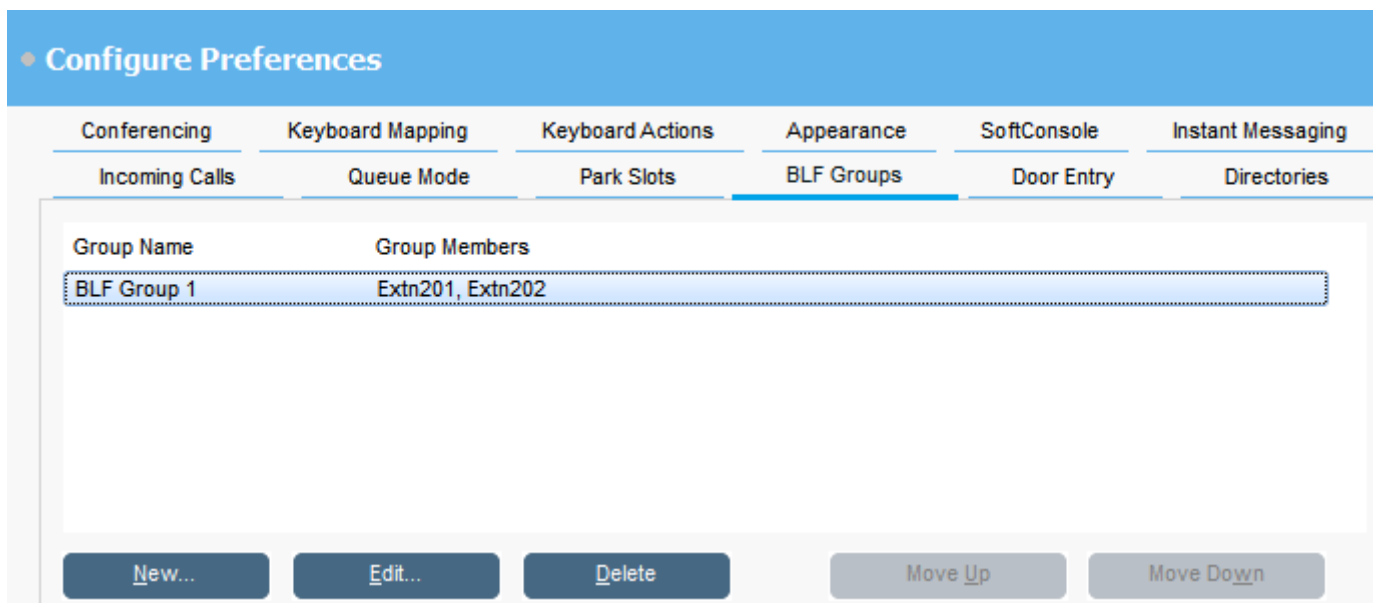 Configure Preferences
Conferencing Keyboard Mapping Keyboard Actions Appearance SoftConsole Instant Messaging
Incoming Calls Queue Mode Park Slots BLF Groups Door Entry Directories
Group Name Group Members
BLF Group 1 Extn201, Extn202
New... Edit... Delete Move Up Move Down